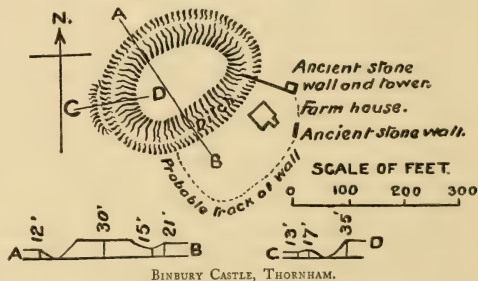 A
N.
Ancient stone
wall and tower.
C
D
Farm house.
Ditch
Ancient stone wall.
B
Probable Track of wall
SCALE OF FEET.
0 100 200 300
12' 30' 15' 21'
A B
13' 17' 35'
C D
BINBURY CASTLE, THORNHAM.